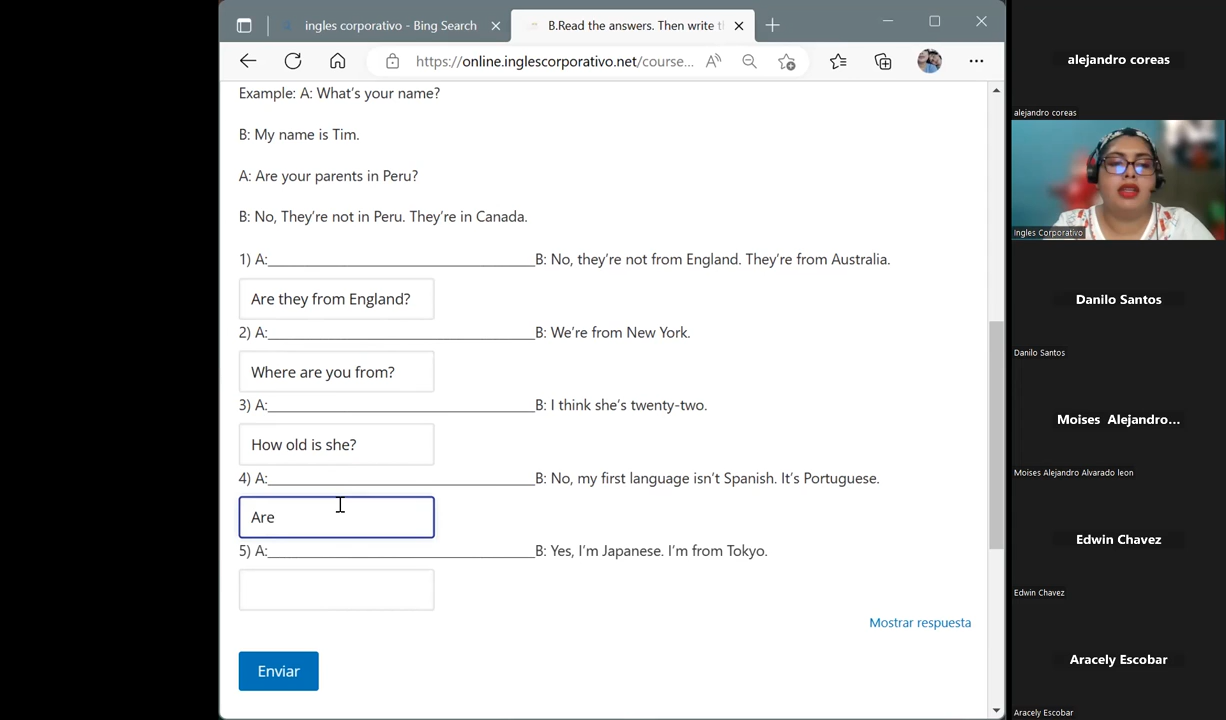 ingles corporativo - Bing Search
B.Read the answers. Then write t
https://online.inglescorporativo.net/course...
Example: A: What's your name?
B: My name is Tim.
A: Are your parents in Peru?
B: No, They're not in Peru. They're in Canada.
1) A:________________________________B: No, they're not from England. They're from Australia.
Are they from England?
2) A:________________________________B: We're from New York.
Where are you from?
3) A:________________________________B: I think she's twenty-two.
How old is she?
4) A:________________________________B: No, my first language isn't Spanish. It's Portuguese.
Are
5) A:________________________________B: Yes, I'm Japanese. I'm from Tokyo.
Mostrar respuesta
Enviar
alejandro coreas
alejandro coreas
Ingles Corporativo
Danilo Santos
Danilo Santos
Moises Alejandro...
Moises Alejandro Alvarado leon
Edwin Chavez
Edwin Chavez
Aracely Escobar
Aracely Escobar